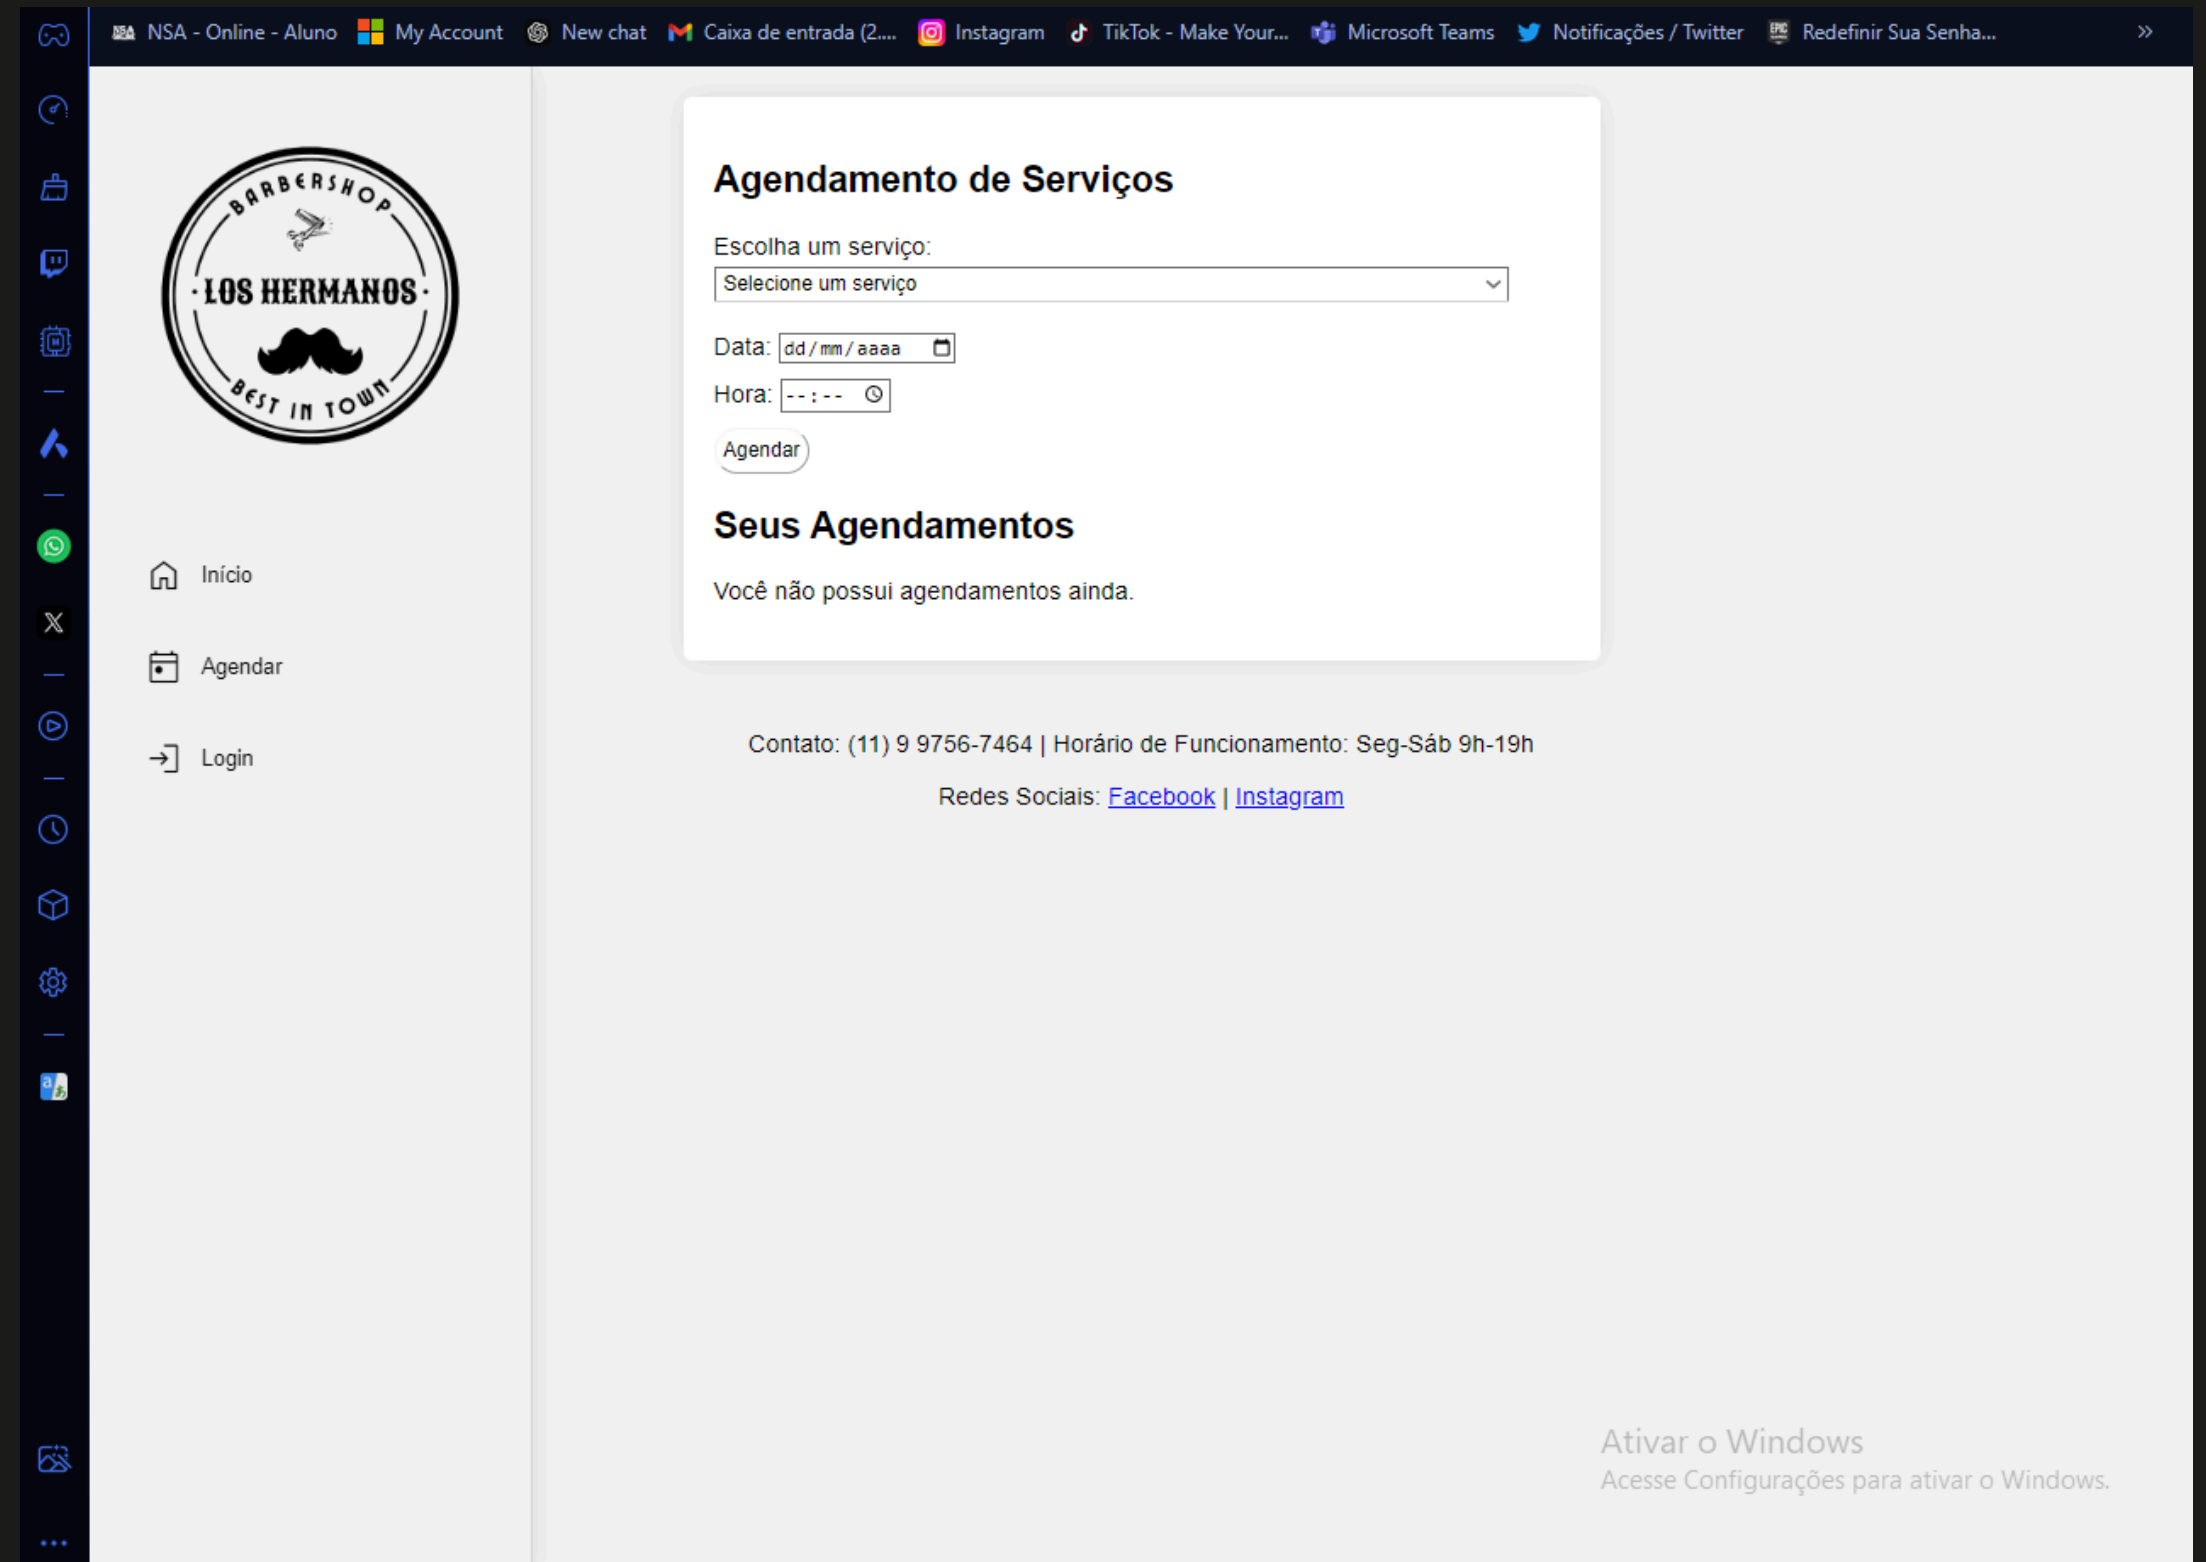 NSA - Online - Aluno My Account New chat Caixa de entrada (2.... Instagram TikTok - Make Your... Microsoft Teams Notificações / Twitter Redefinir Sua Senha...
BARBERSHOP
LOS HERMANOS
BEST IN TOWN
Início
Agendar
Login
Agendamento de Serviços
Escolha um serviço:
Selecione um serviço
Data: dd/mm/aaaa
Hora: --:--
Agendar
Seus Agendamentos
Você não possui agendamentos ainda.
Contato: (11) 9 9756-7464 | Horário de Funcionamento: Seg-Sáb 9h-19h
Redes Sociais: Facebook | Instagram
Ativar o Windows
Acesse Configurações para ativar o Windows.